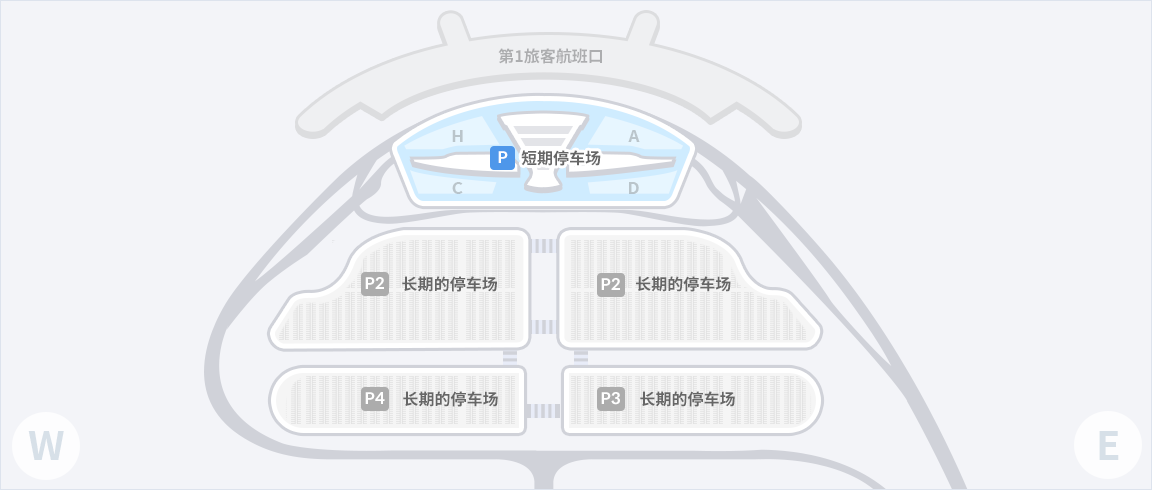 第1旅客航班口
H
A
P 短期停车场
C
D
P2 长期的停车场
P2 长期的停车场
P4 长期的停车场
P3 长期的停车场
W
E